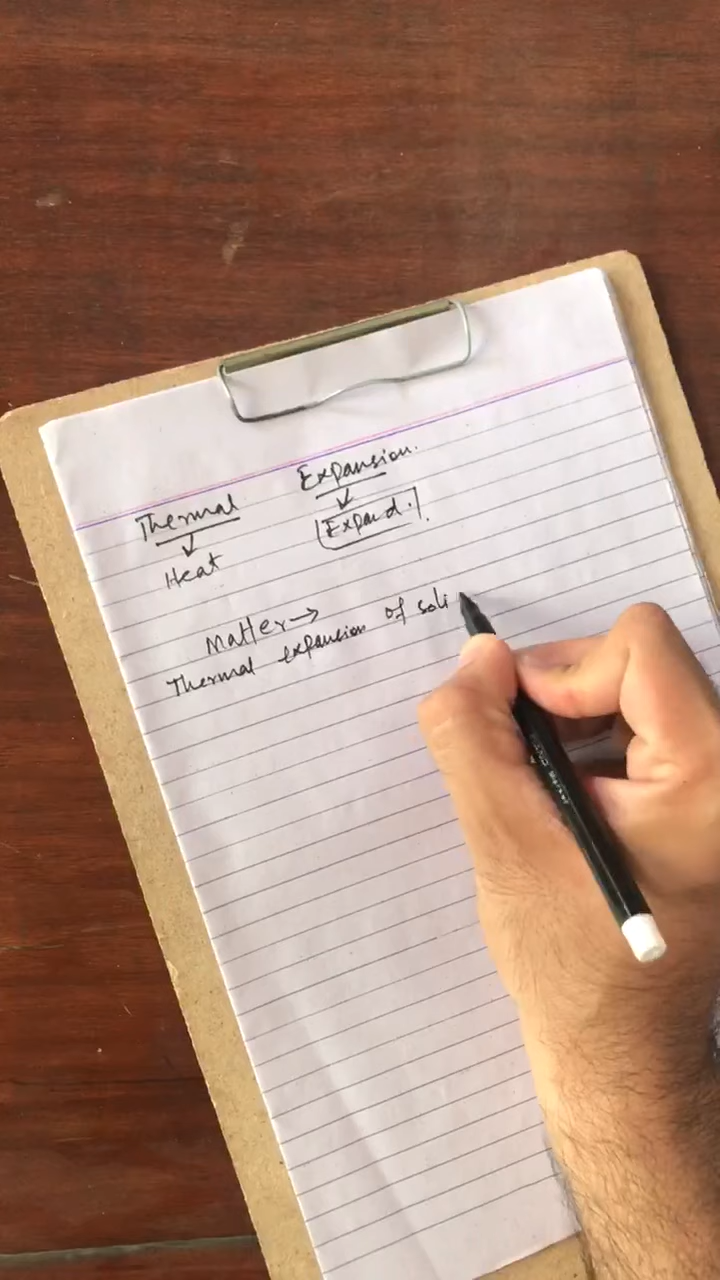 Thermal Expansion.
↓ ↓
Heat |Expand.|.
Matter →
Thermal expansion of soli